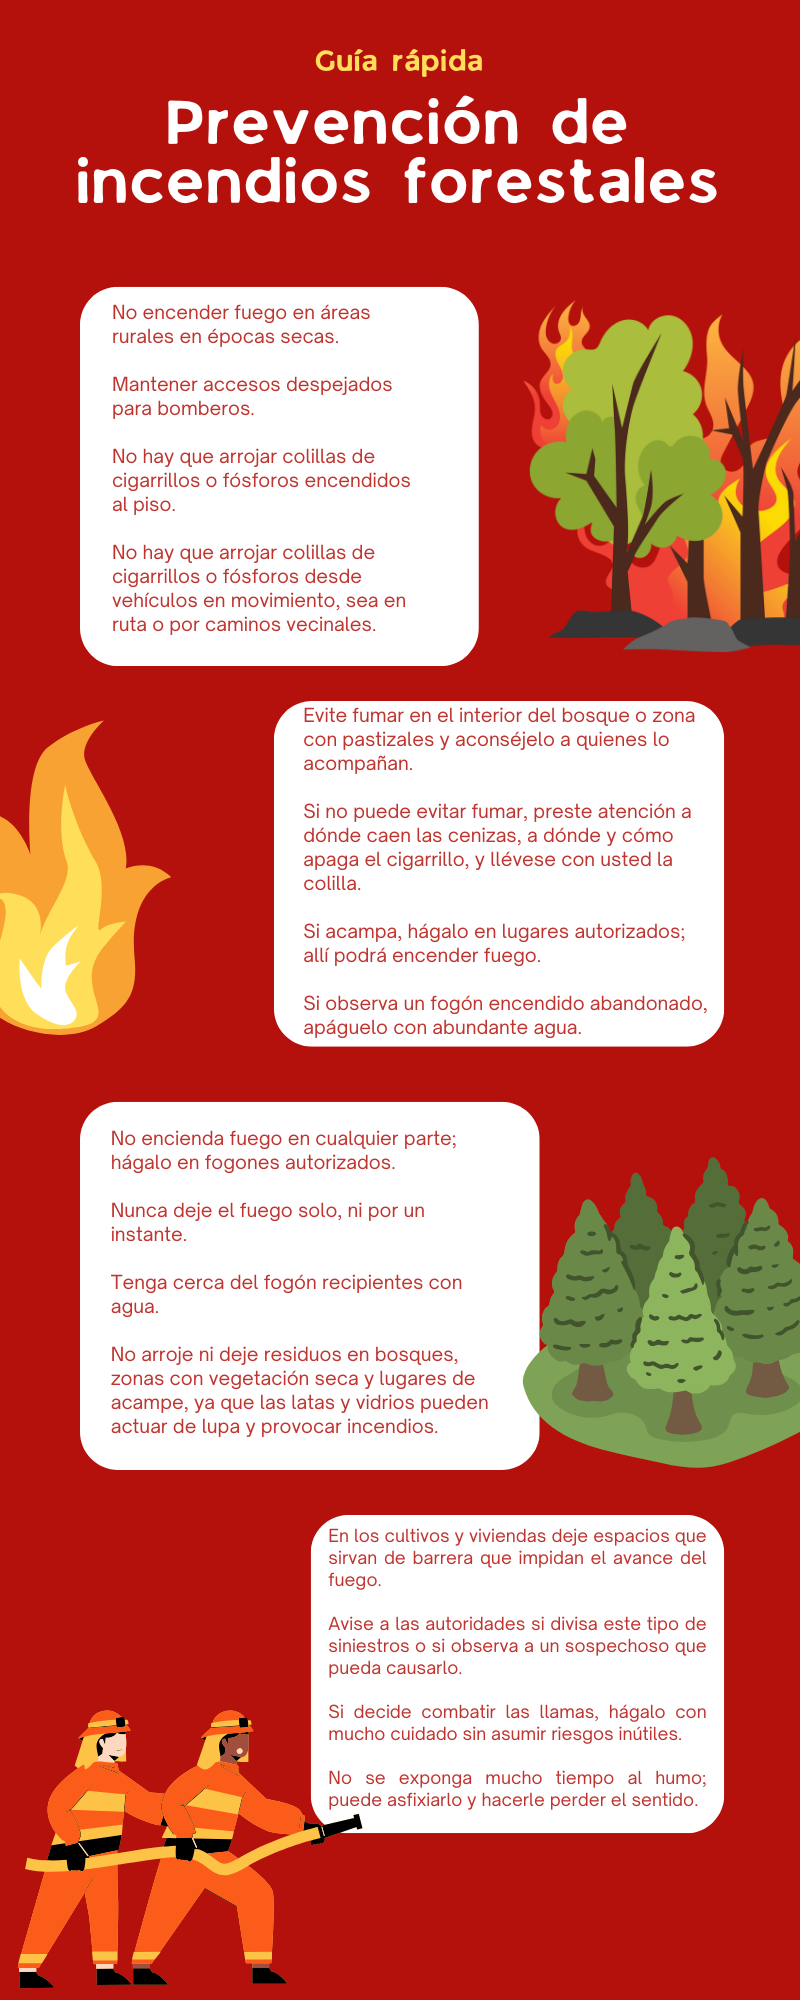 Guía rápida
Prevención de
incendios forestales
No encender fuego en áreas
rurales en épocas secas.
Mantener accesos despejados
para bomberos.
No hay que arrojar colillas de
cigarrillos o fósforos encendidos
al piso.
No hay que arrojar colillas de
cigarrillos o fósforos desde
vehículos en movimiento, sea en
ruta o por caminos vecinales.
Evite fumar en el interior del bosque o zona
con pastizales y aconséjelo a quienes lo
acompañan.
Si no puede evitar fumar, preste atención a
dónde caen las cenizas, a dónde y cómo
apaga el cigarrillo, y llévese con usted la
colilla.
Si acampa, hágalo en lugares autorizados;
allí podrá encender fuego.
Si observa un fogón encendido abandonado,
apáguelo con abundante agua.
No encienda fuego en cualquier parte;
hágalo en fogones autorizados.
Nunca deje el fuego solo, ni por un
instante.
Tenga cerca del fogón recipientes con
agua.
No arroje ni deje residuos en bosques,
zonas con vegetación seca y lugares de
acampe, ya que las latas y vidrios pueden
actuar de lupa y provocar incendios.
En los cultivos y viviendas deje espacios que
sirvan de barrera que impidan el avance del
fuego.
Avise a las autoridades si divisa este tipo de
siniestros o si observa a un sospechoso que
pueda causarlo.
Si decide combatir las llamas, hágalo con
mucho cuidado sin asumir riesgos inútiles.
No se exponga mucho tiempo al humo;
puede asfixiarlo y hacerle perder el sentido.